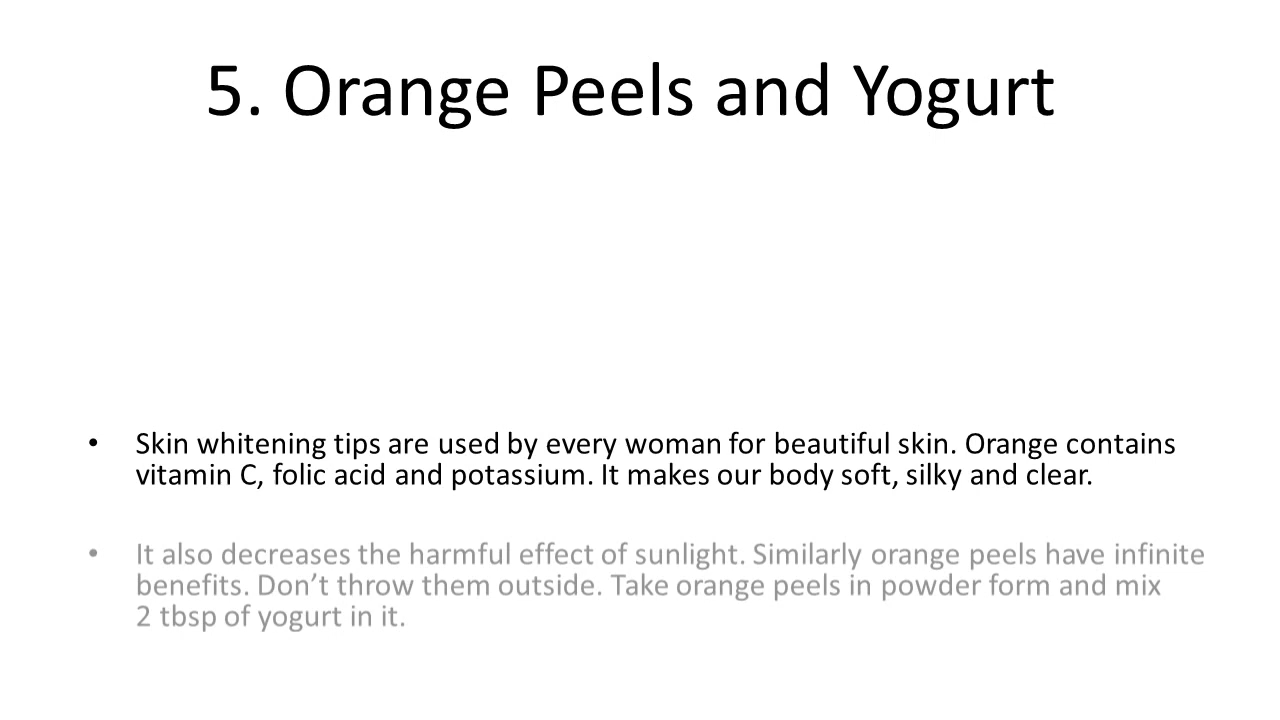 5. Orange Peels and Yogurt
• Skin whitening tips are used by every woman for beautiful skin. Orange contains
vitamin C, folic acid and potassium. It makes our body soft, silky and clear.
• It also decreases the harmful effect of sunlight. Similarly orange peels have infinite
benefits. Don’t throw them outside. Take orange peels in powder form and mix
2 tbsp of yogurt in it.